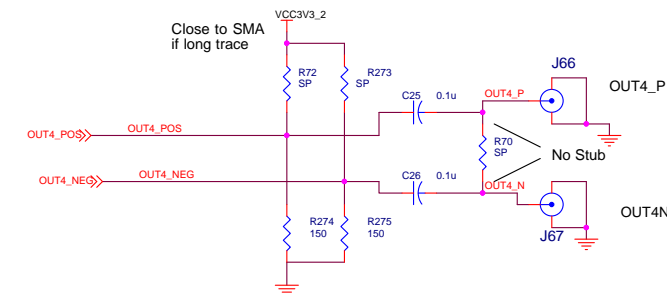 VCC3V3_2
Close to SMA
if long trace
R72
SP
R273
SP
J66
C25 0.1u
OUT4_P
OUT4_P
OUT4_POS
OUT4_POS
R70
SP
No Stub
OUT4_NEG
OUT4_NEG
C26 0.1u
OUT4_N
R274
150
R275
150
J67
OUT4N